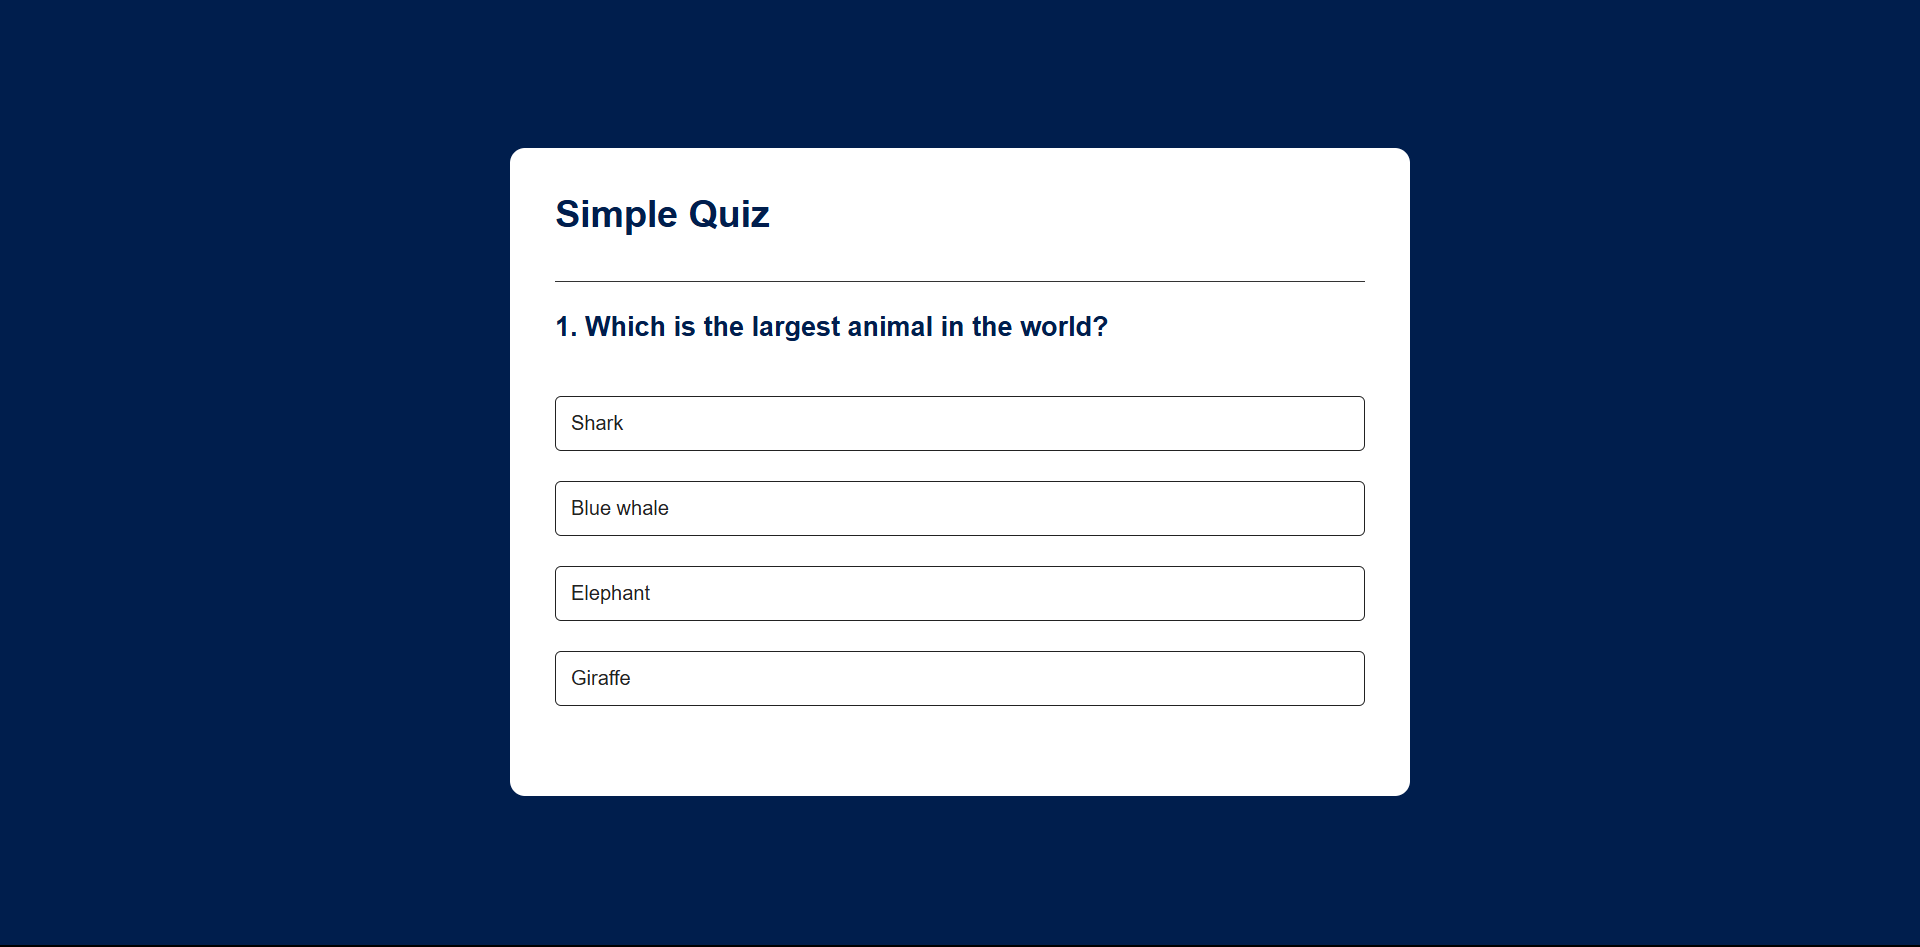 Simple Quiz
1. Which is the largest animal in the world?
Shark
Blue whale
Elephant
Giraffe